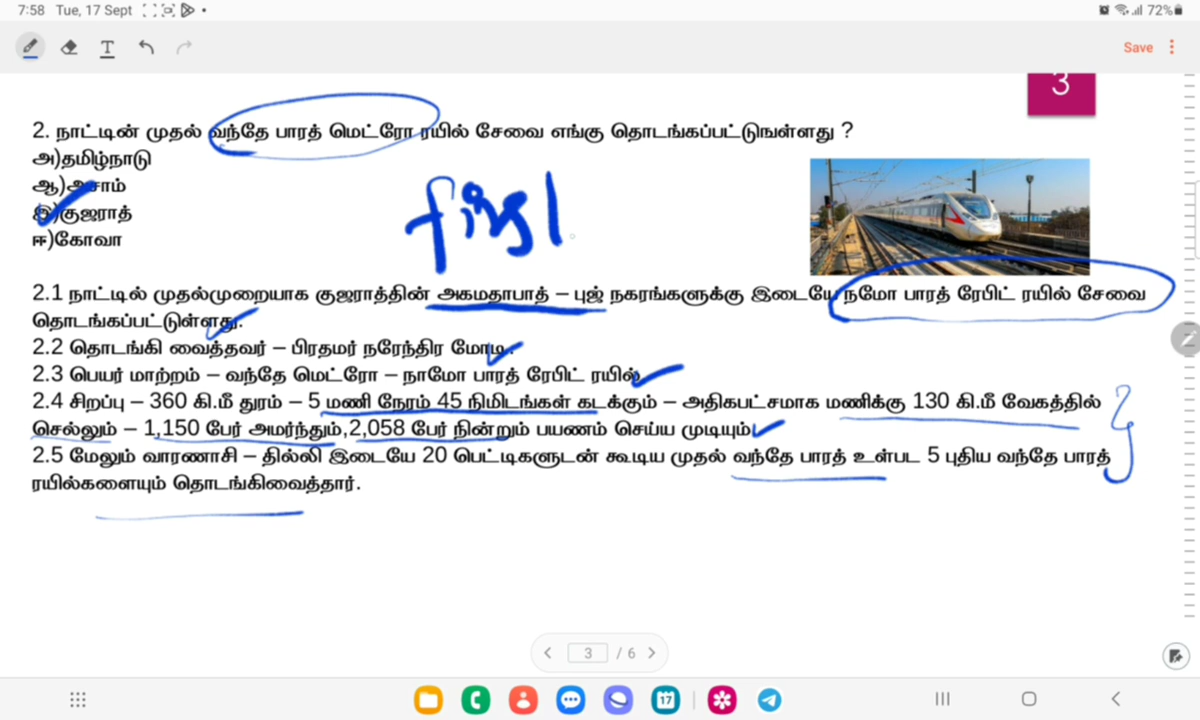 7:58 Tue, 17 Sept
72%
T
Save
3
2. நாட்டின் முதல் வந்தே பாரத் மெட்ரோ ரயில் சேவை எங்கு தொடங்கப்பட்டுஙள்ளது ?
அ)தமிழ்நாடு
ஆ)அசாம்
இ)குஜராத்
ஈ)கோவா
first
2.1 நாட்டில் முதல்முறையாக குஜராத்தின் அகமதாபாத் – புஜ் நகரங்களுக்கு இடையே நமோ பாரத் ரேபிட் ரயில் சேவை
தொடங்கப்பட்டுள்ளது.
2.2 தொடங்கி வைத்தவர் – பிரதமர் நரேந்திர மோடி.
2.3 பெயர் மாற்றம் – வந்தே மெட்ரோ – நாமோ பாரத் ரேபிட் ரயில்
2.4 சிறப்பு – 360 கி.மீ துரம் – 5 மணி நேரம் 45 நிமிடங்கள் கடக்கும் – அதிகபட்சமாக மணிக்கு 130 கி.மீ வேகத்தில்
செல்லும் – 1,150 பேர் அமர்ந்தும்,2,058 பேர் நின்றும் பயணம் செய்ய முடியும்
2.5 மேலும் வாரணாசி – தில்லி இடையே 20 பெட்டிகளுடன் கூடிய முதல் வந்தே பாரத் உள்பட 5 புதிய வந்தே பாரத்
ரயில்களையும் தொடங்கிவைத்தார்.
3 / 6
17